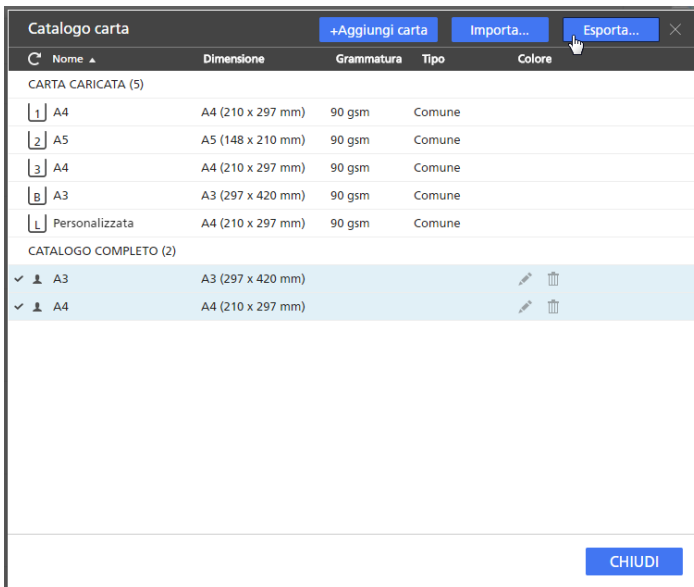 Catalogo carta +Aggiungi carta Importa... Esporta...
Nome Dimensione Grammatura Tipo Colore
CARTA CARICATA (5)
1 A4 A4 (210 x 297 mm) 90 gsm Comune
2 A5 A5 (148 x 210 mm) 90 gsm Comune
3 A4 A4 (210 x 297 mm) 90 gsm Comune
B A3 A3 (297 x 420 mm) 90 gsm Comune
L Personalizzata A4 (210 x 297 mm) 90 gsm Comune
CATALOGO COMPLETO (2)
A3 A3 (297 x 420 mm)
A4 A4 (210 x 297 mm)
CHIUDI